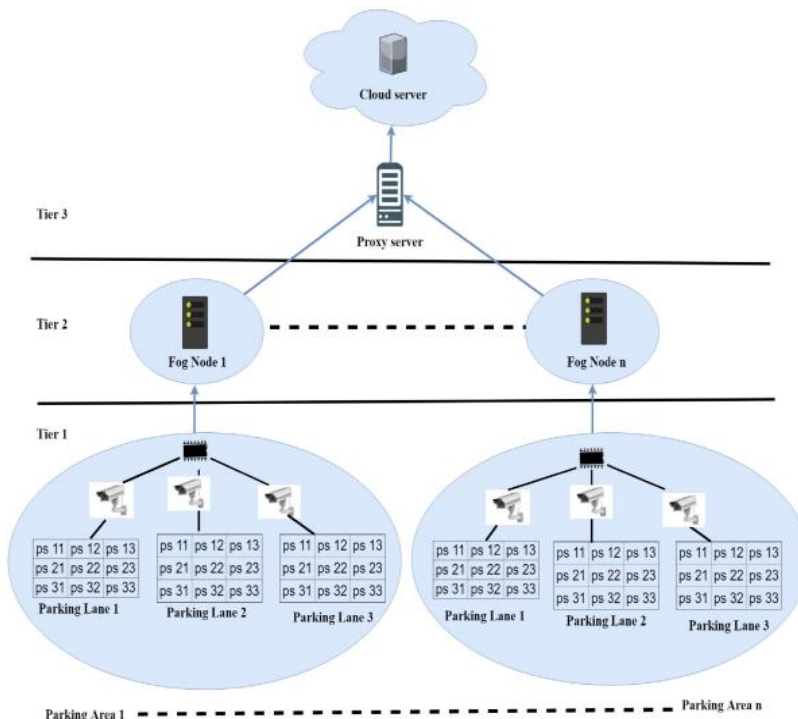 Cloud server
Tier 3
Proxy server
Tier 2
Fog Node 1
Fog Node n
Tier 1
ps 11 ps 12 ps 13
ps 21 ps 22 ps 23
ps 31 ps 32 ps 33
Parking Lane 1
ps 11 ps 12 ps 13
ps 21 ps 22 ps 23
ps 31 ps 32 ps 33
Parking Lane 2
ps 11 ps 12 ps 13
ps 21 ps 22 ps 23
ps 31 ps 32 ps 33
Parking Lane 3
ps 11 ps 12 ps 13
ps 21 ps 22 ps 23
ps 31 ps 32 ps 33
Parking Lane 1
ps 11 ps 12 ps 13
ps 21 ps 22 ps 23
ps 31 ps 32 ps 33
Parking Lane 2
ps 11 ps 12 ps 13
ps 21 ps 22 ps 23
ps 31 ps 32 ps 33
Parking Lane 3
Parking Area 1
Parking Area n